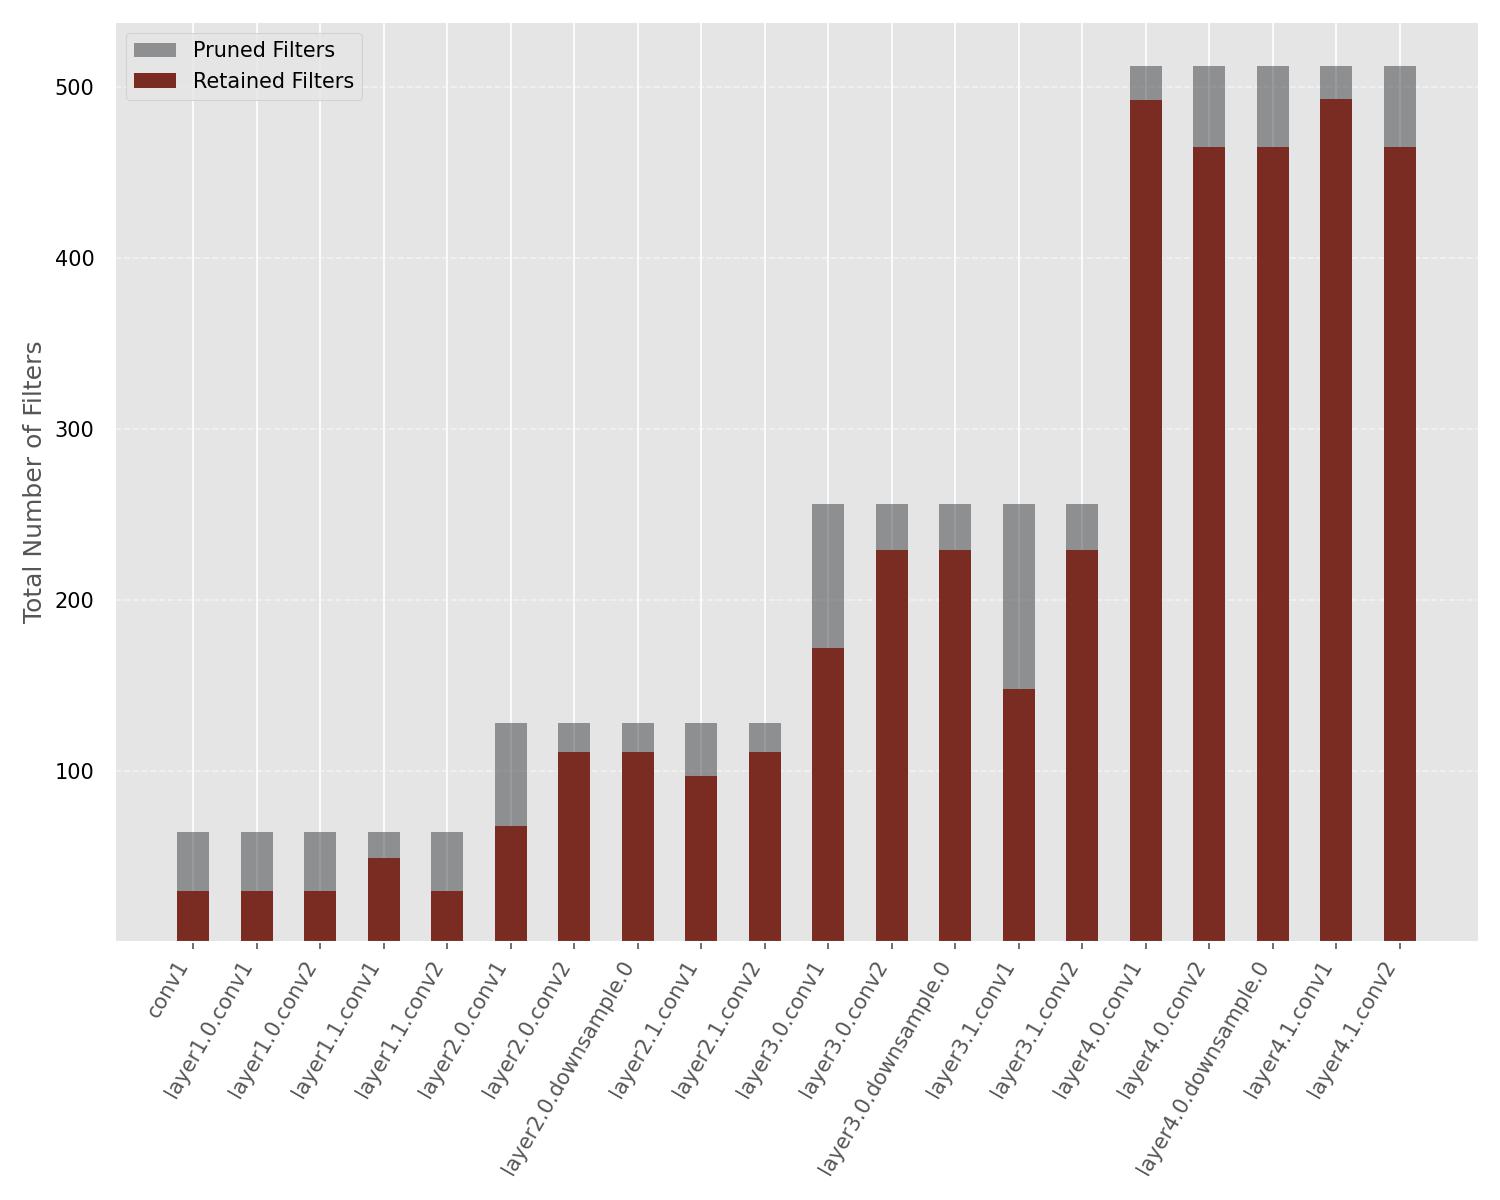 Pruned Filters
Retained Filters
Total Number of Filters
500
400
300
200
100
conv1
layer1.0.conv1
layer1.0.conv2
layer1.1.conv1
layer1.1.conv2
layer2.0.conv1
layer2.0.conv2
layer2.0.downsample.0
layer2.1.conv1
layer2.1.conv2
layer3.0.conv1
layer3.0.conv2
layer3.0.downsample.0
layer3.1.conv1
layer3.1.conv2
layer4.0.conv1
layer4.0.conv2
layer4.0.downsample.0
layer4.1.conv1
layer4.1.conv2